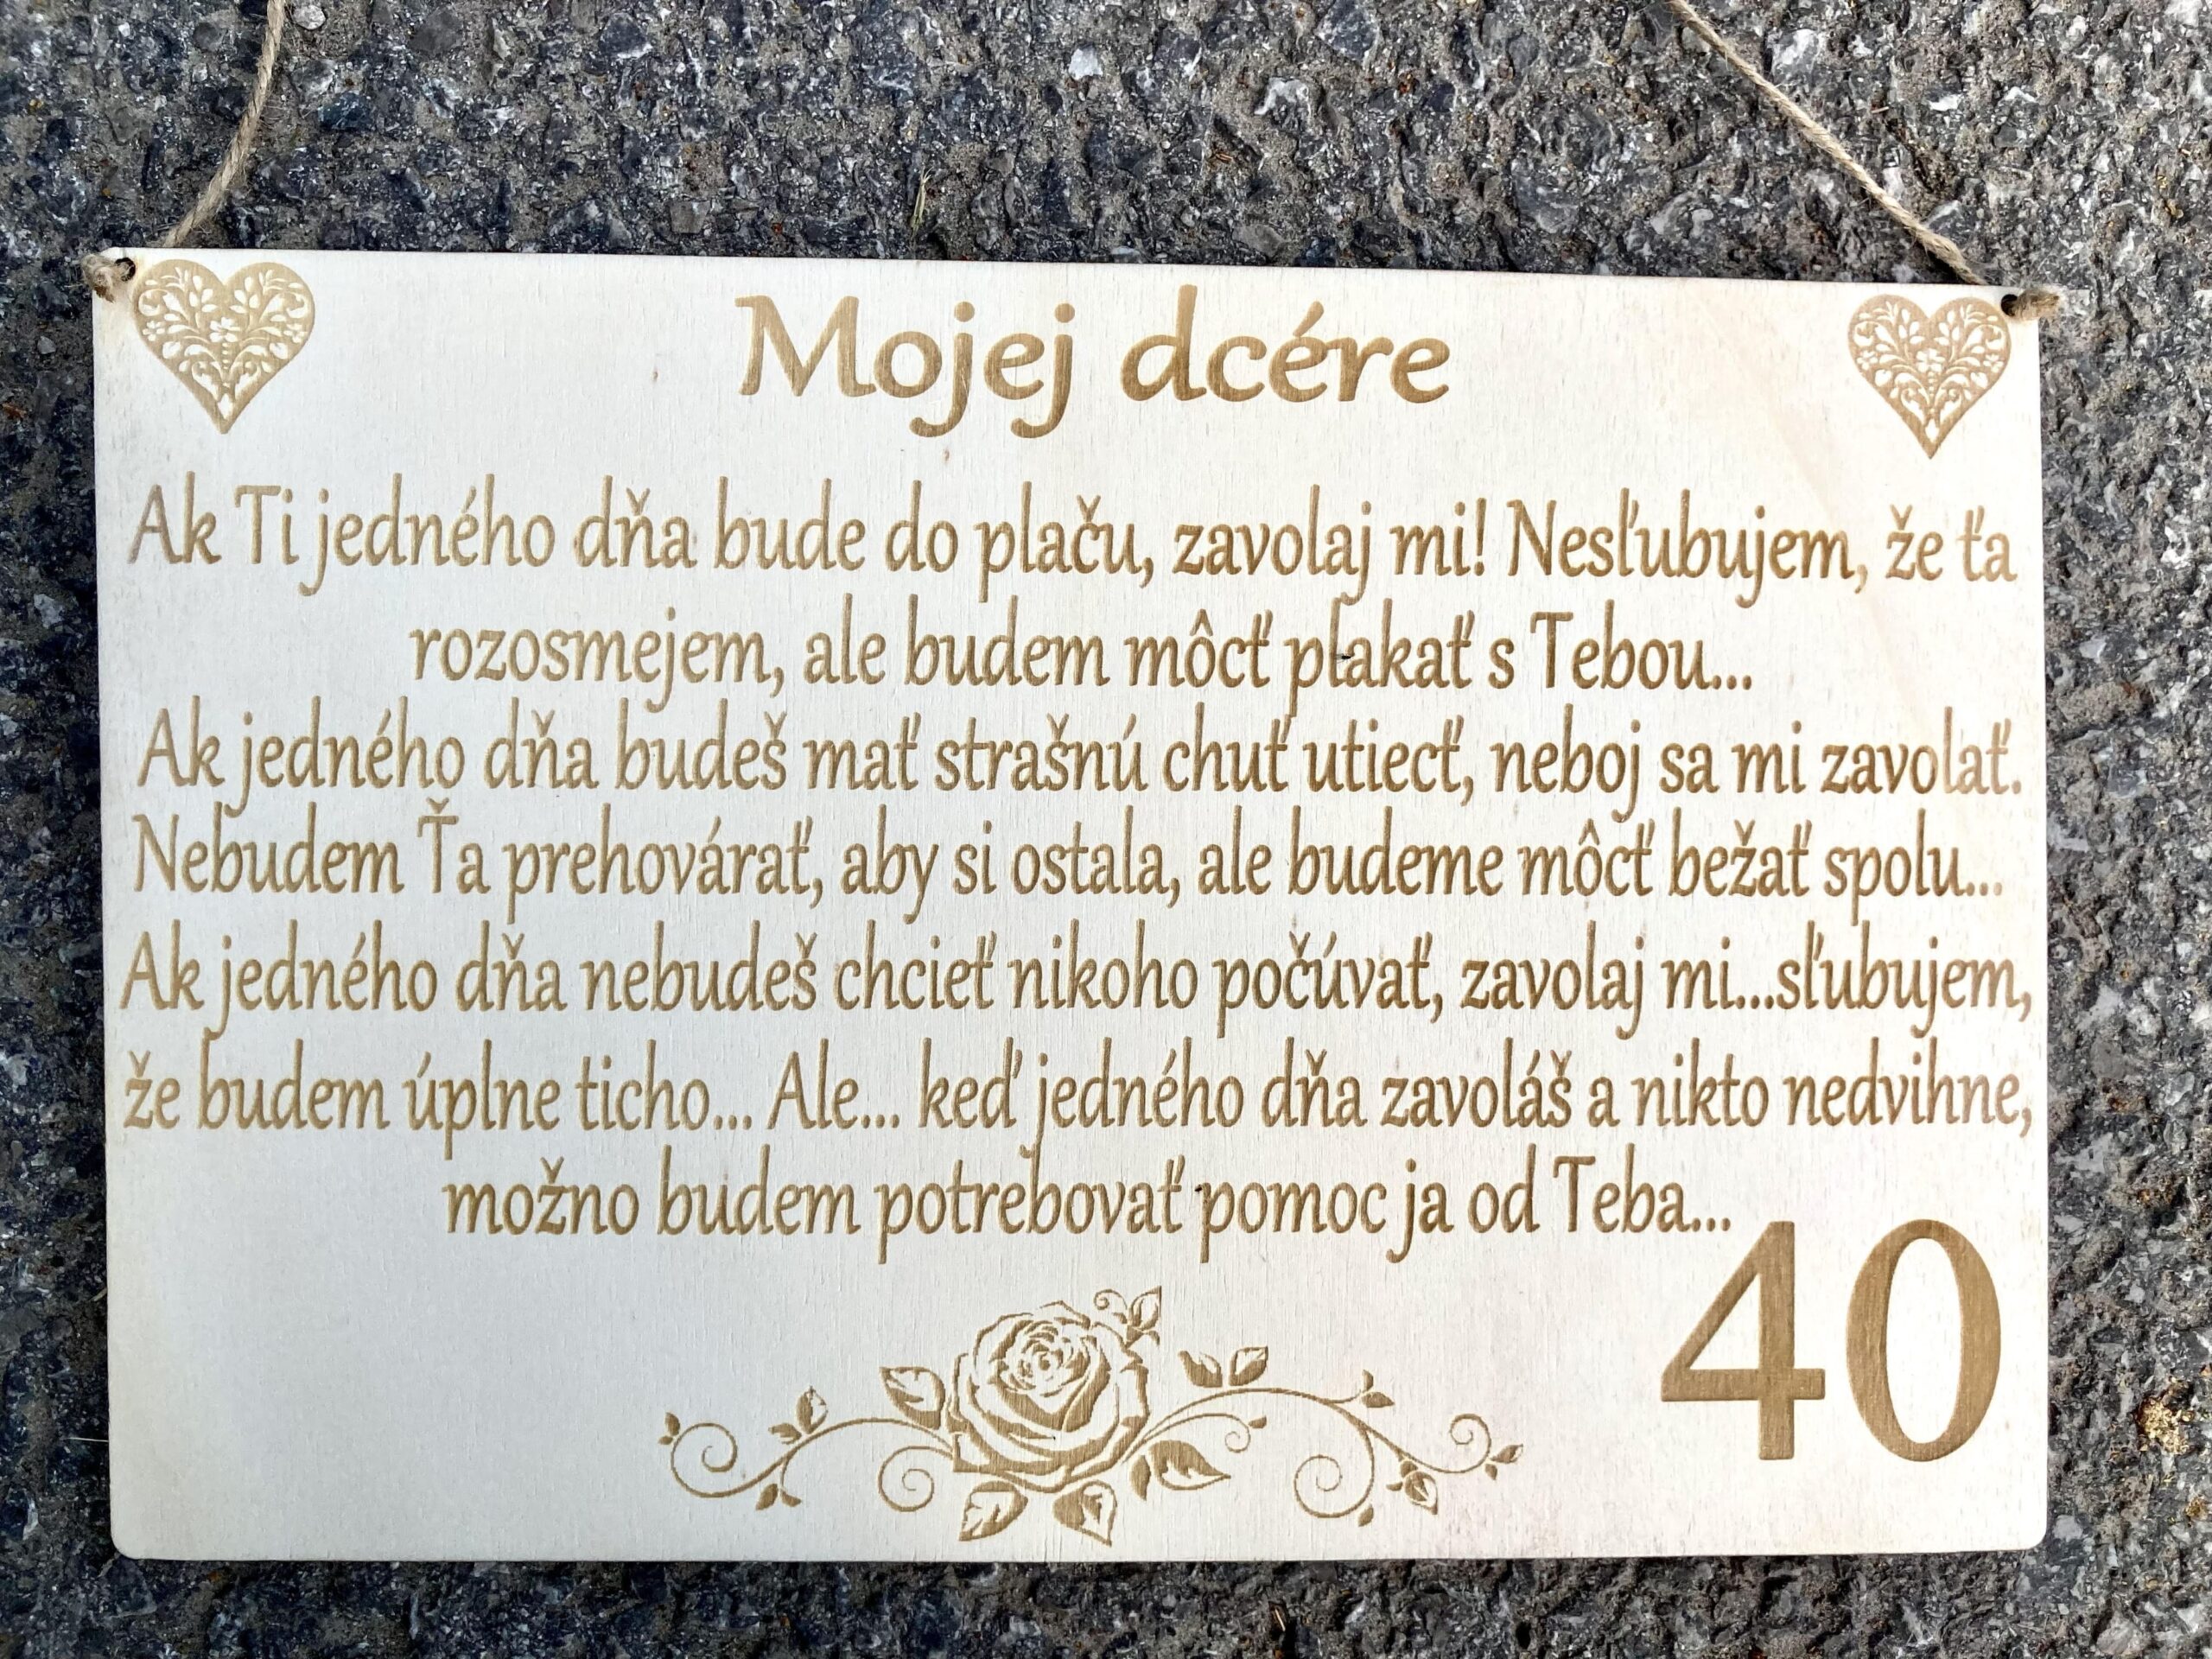 Mojej dcére
Ak Ti jedného dňa bude do plaču, zavolaj mi! Nesľubujem, že ťa
rozosmejem, ale budem môcť plakať s Tebou...
Ak jedného dňa budeš mať strašnú chuť utiecť, neboj sa mi zavolať.
Nebudem Ťa prehovárať, aby si ostala, ale budeme môcť bežať spolu...
Ak jedného dňa nebudeš chcieť nikoho počúvať, zavolaj mi...sľubujem,
že budem úplne ticho... Ale... keď jedného dňa zavoláš a nikto nedvihne,
možno budem potrebovať pomoc ja od Teba...
40